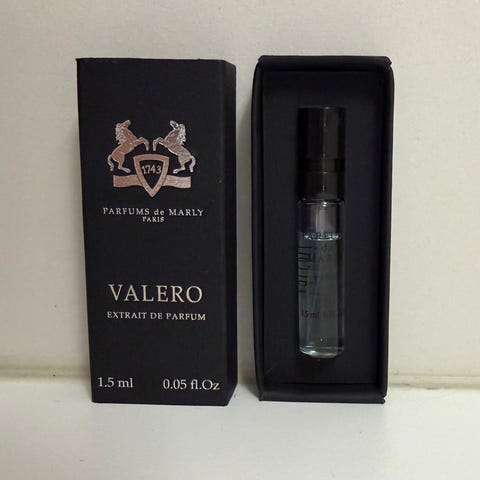 1743
PARFUMS de MARLY
PARIS
VALERO
EXTRAIT DE PARFUM
1.5 ml 0.05 fl.Oz